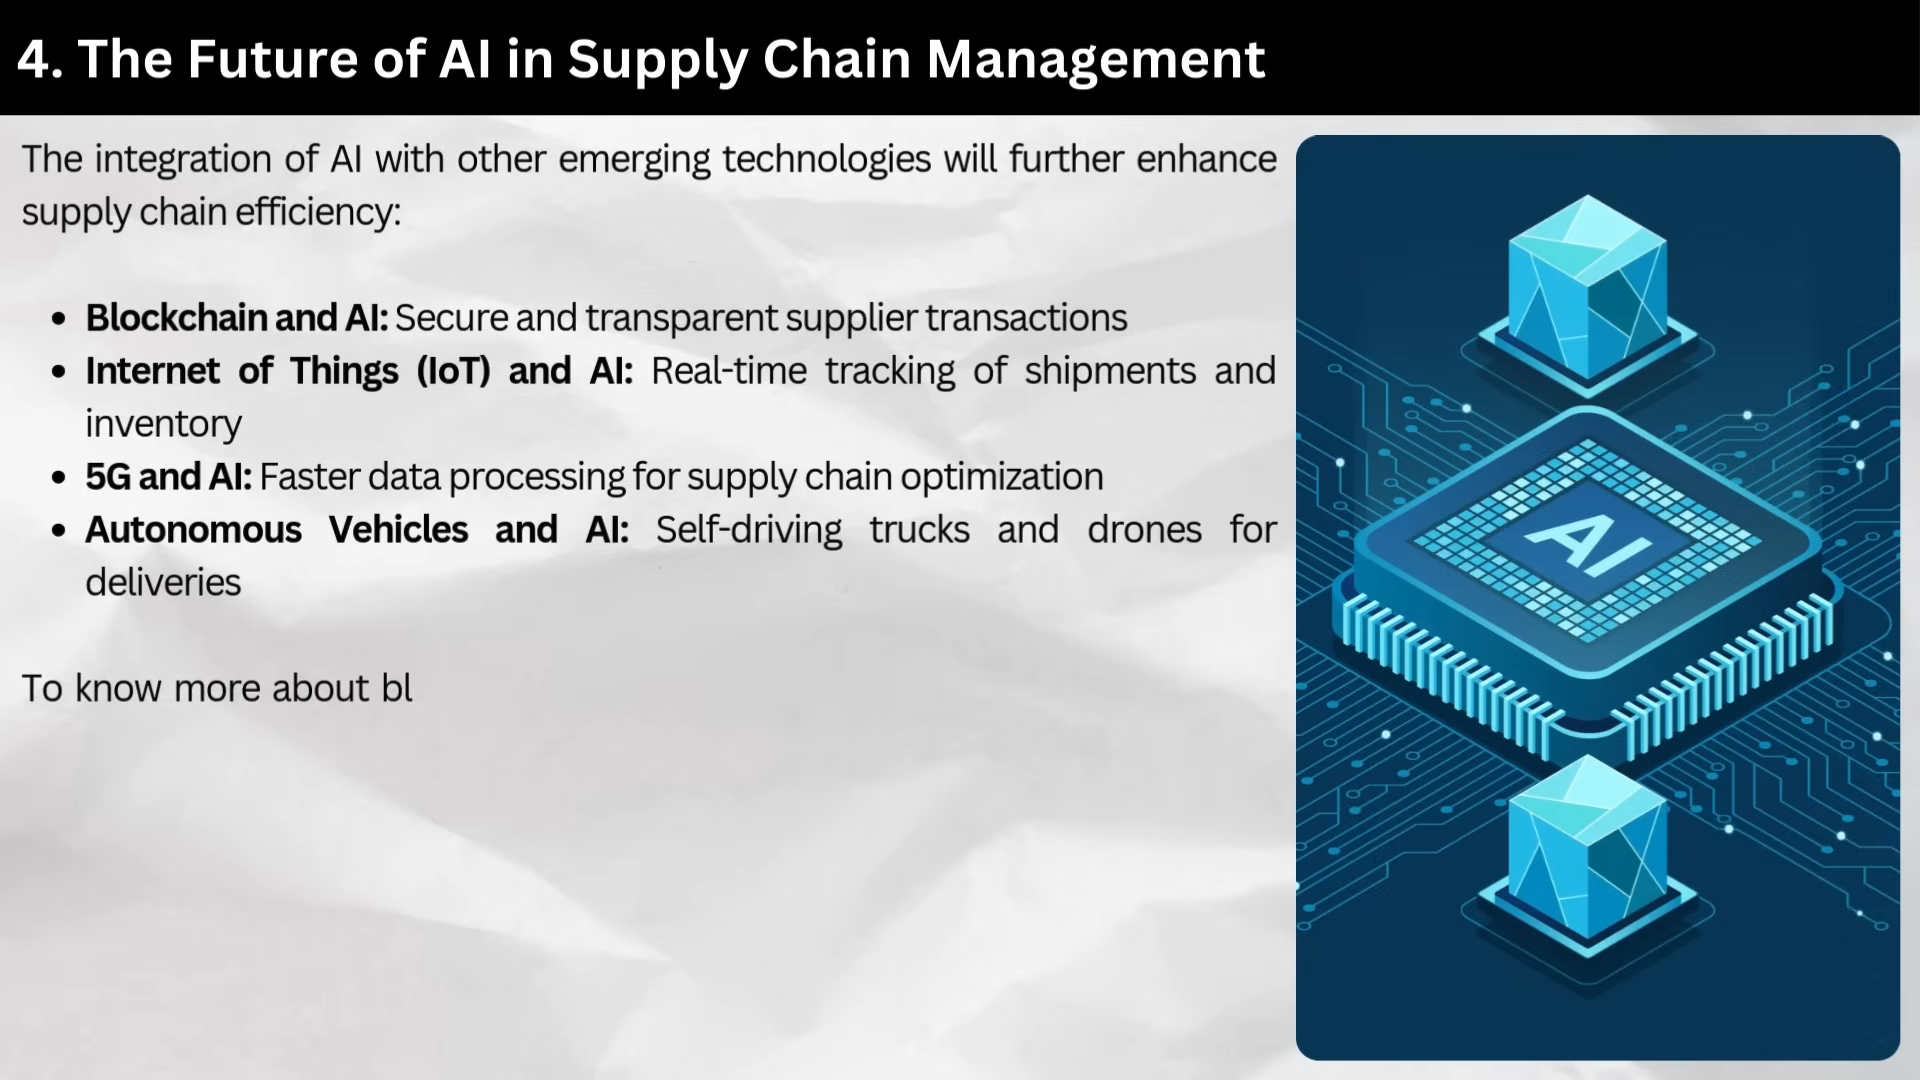 4. The Future of AI in Supply Chain Management
The integration of AI with other emerging technologies will further enhance
supply chain efficiency:
• Blockchain and AI: Secure and transparent supplier transactions
• Internet of Things (IoT) and AI: Real-time tracking of shipments and
inventory
• 5G and AI: Faster data processing for supply chain optimization
• Autonomous Vehicles and AI: Self-driving trucks and drones for
deliveries
To know more about bl
AI